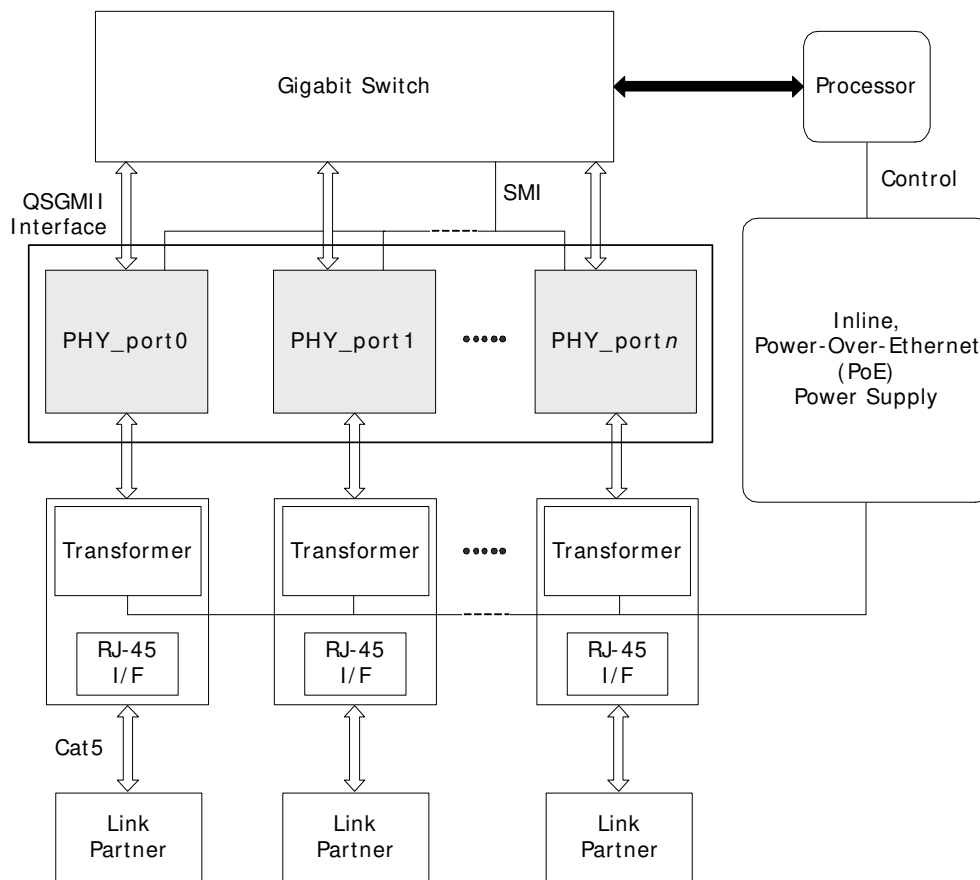 Gigabit Switch
Processor
QSGMII
Interface
SMI
Control
PHY_port0
PHY_port1
PHY_portn
Inline,
Power-Over-Ethernet
(PoE)
Power Supply
Transformer
Transformer
Transformer
RJ-45
I/F
RJ-45
I/F
RJ-45
I/F
Cat5
Link
Partner
Link
Partner
Link
Partner